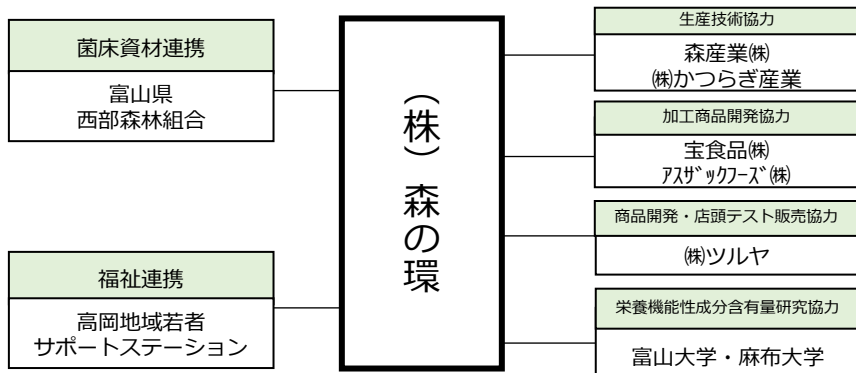 菌床資材連携
富山県
西部森林組合
福祉連携
高岡地域若者
サポートステーション
（株）森の環
生産技術協力
森産業㈱
㈱かつらぎ産業
加工商品開発協力
宝食品㈱
ｱｽｻﾞｯｸﾌｰｽﾞ㈱
商品開発・店頭テスト販売協力
㈱ツルヤ
栄養機能性成分含有量研究協力
富山大学・麻布大学